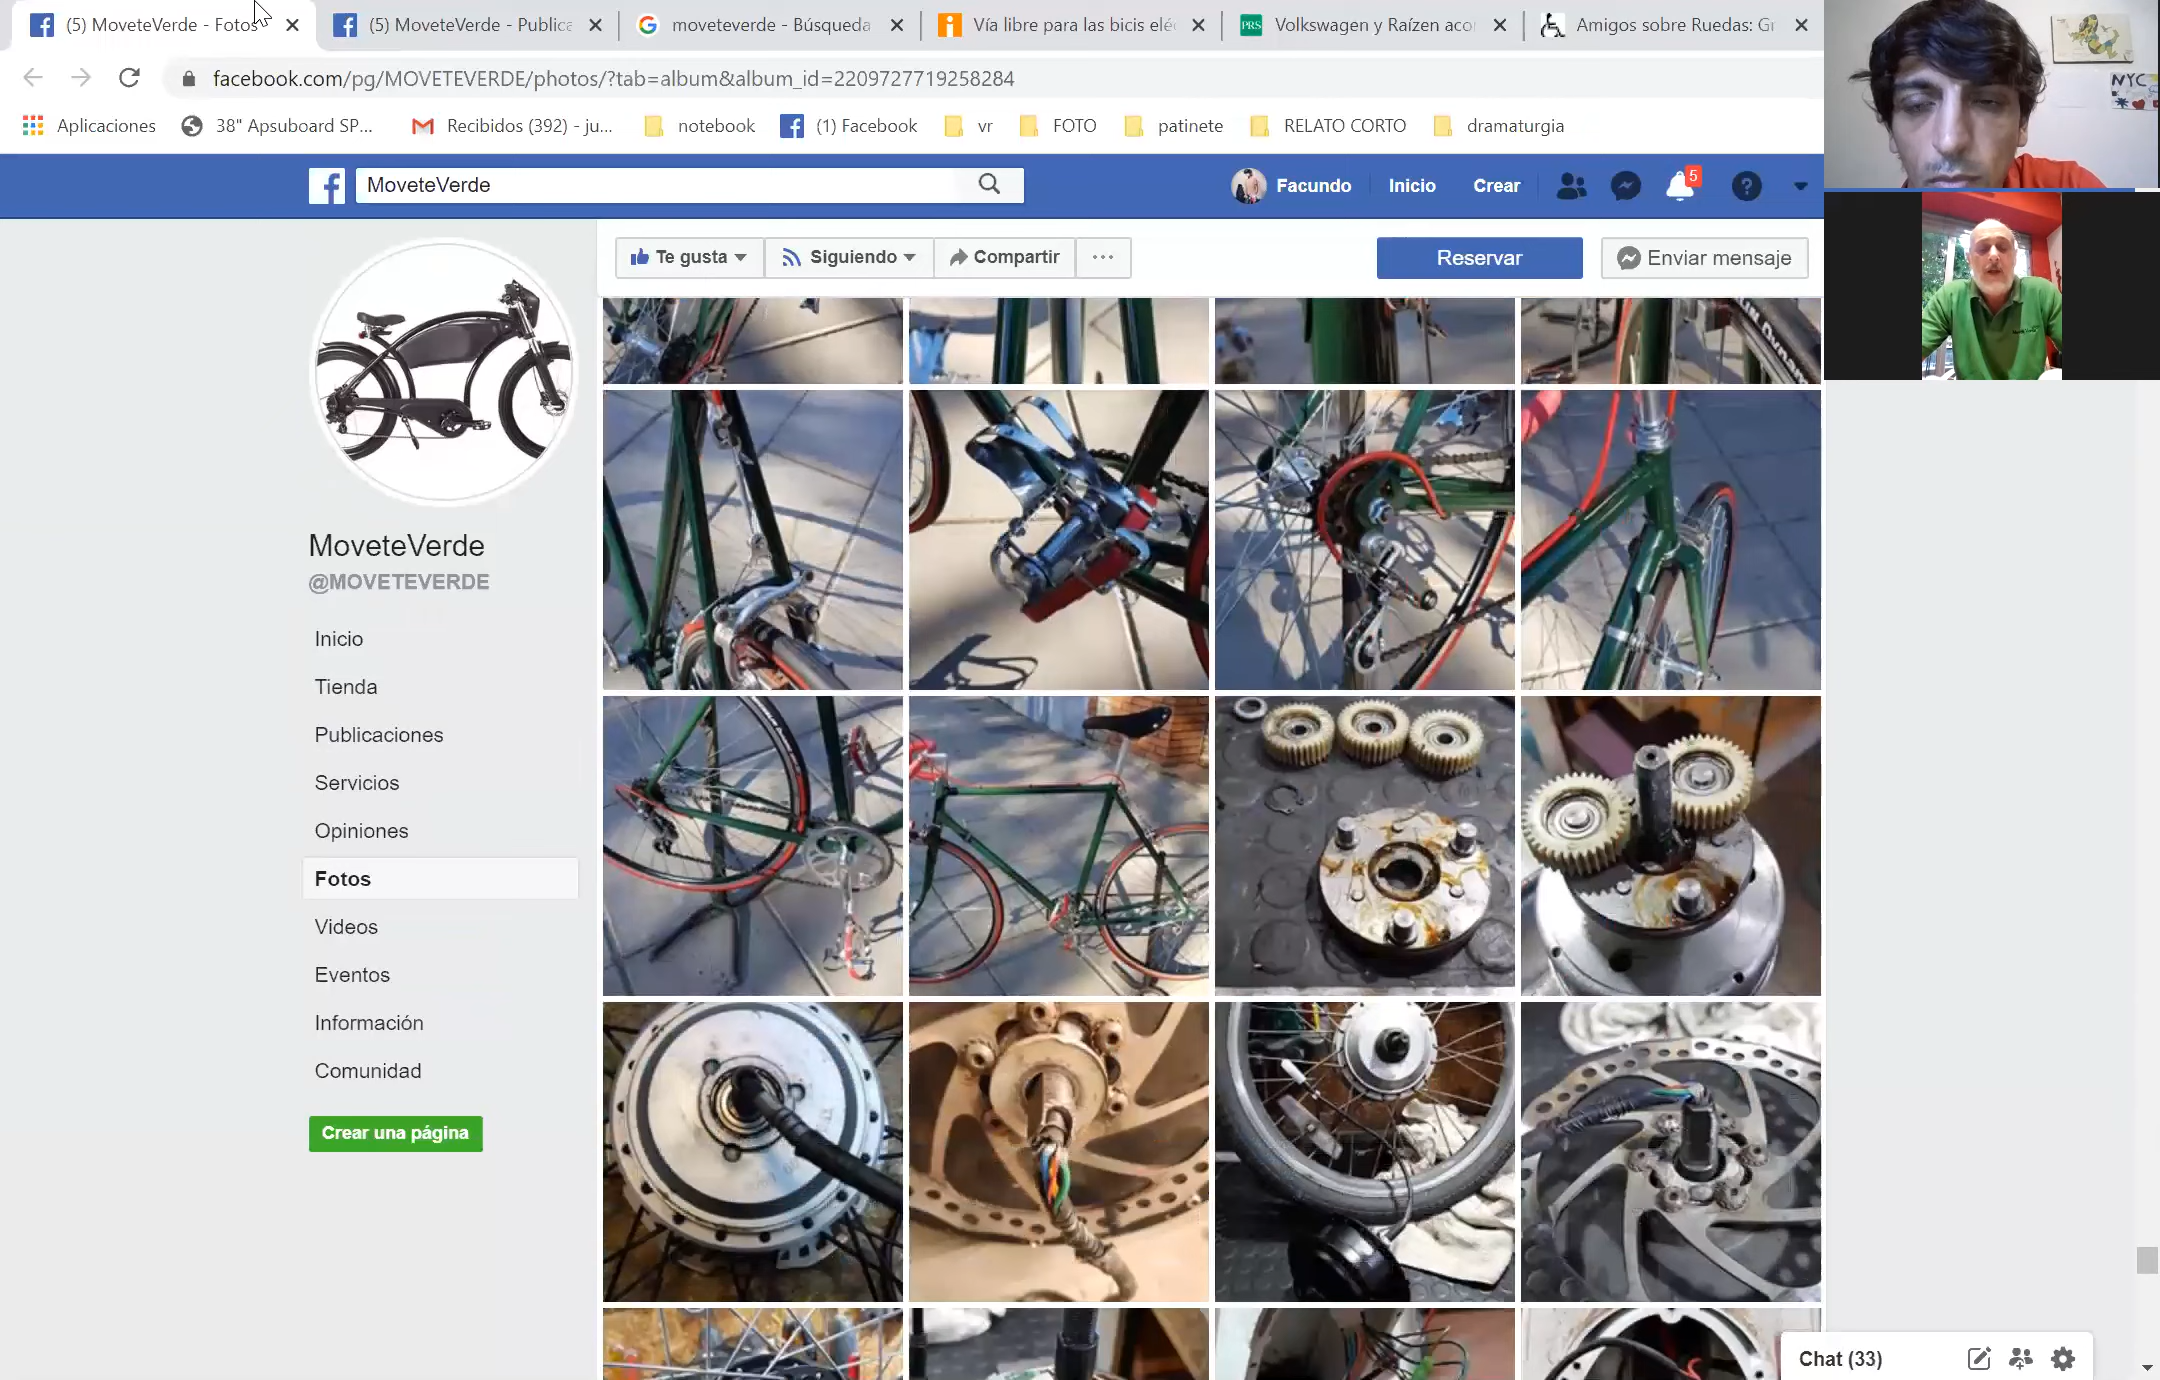 (5) MoveteVerde - Fotos
(5) MoveteVerde - Publica
moveteverde - Búsqueda
Vía libre para las bicis elé
Volkswagen y Raízen aco
Amigos sobre Ruedas: Gr
facebook.com/pg/MOVETEVERDE/photos/?tab=album&album_id=2209727719258284
Aplicaciones
38" Apsuboard SP...
Recibidos (392) - ju...
notebook
(1) Facebook
vr
FOTO
patinete
RELATO CORTO
dramaturgia
NYC
MoveteVerde
Facundo
Inicio
Crear
5
Te gusta
Siguiendo
Compartir
Reservar
Enviar mensaje
MoveteVerde
@MOVETEVERDE
Inicio
Tienda
Publicaciones
Servicios
Opiniones
Fotos
Videos
Eventos
Información
Comunidad
Crear una página
Chat (33)